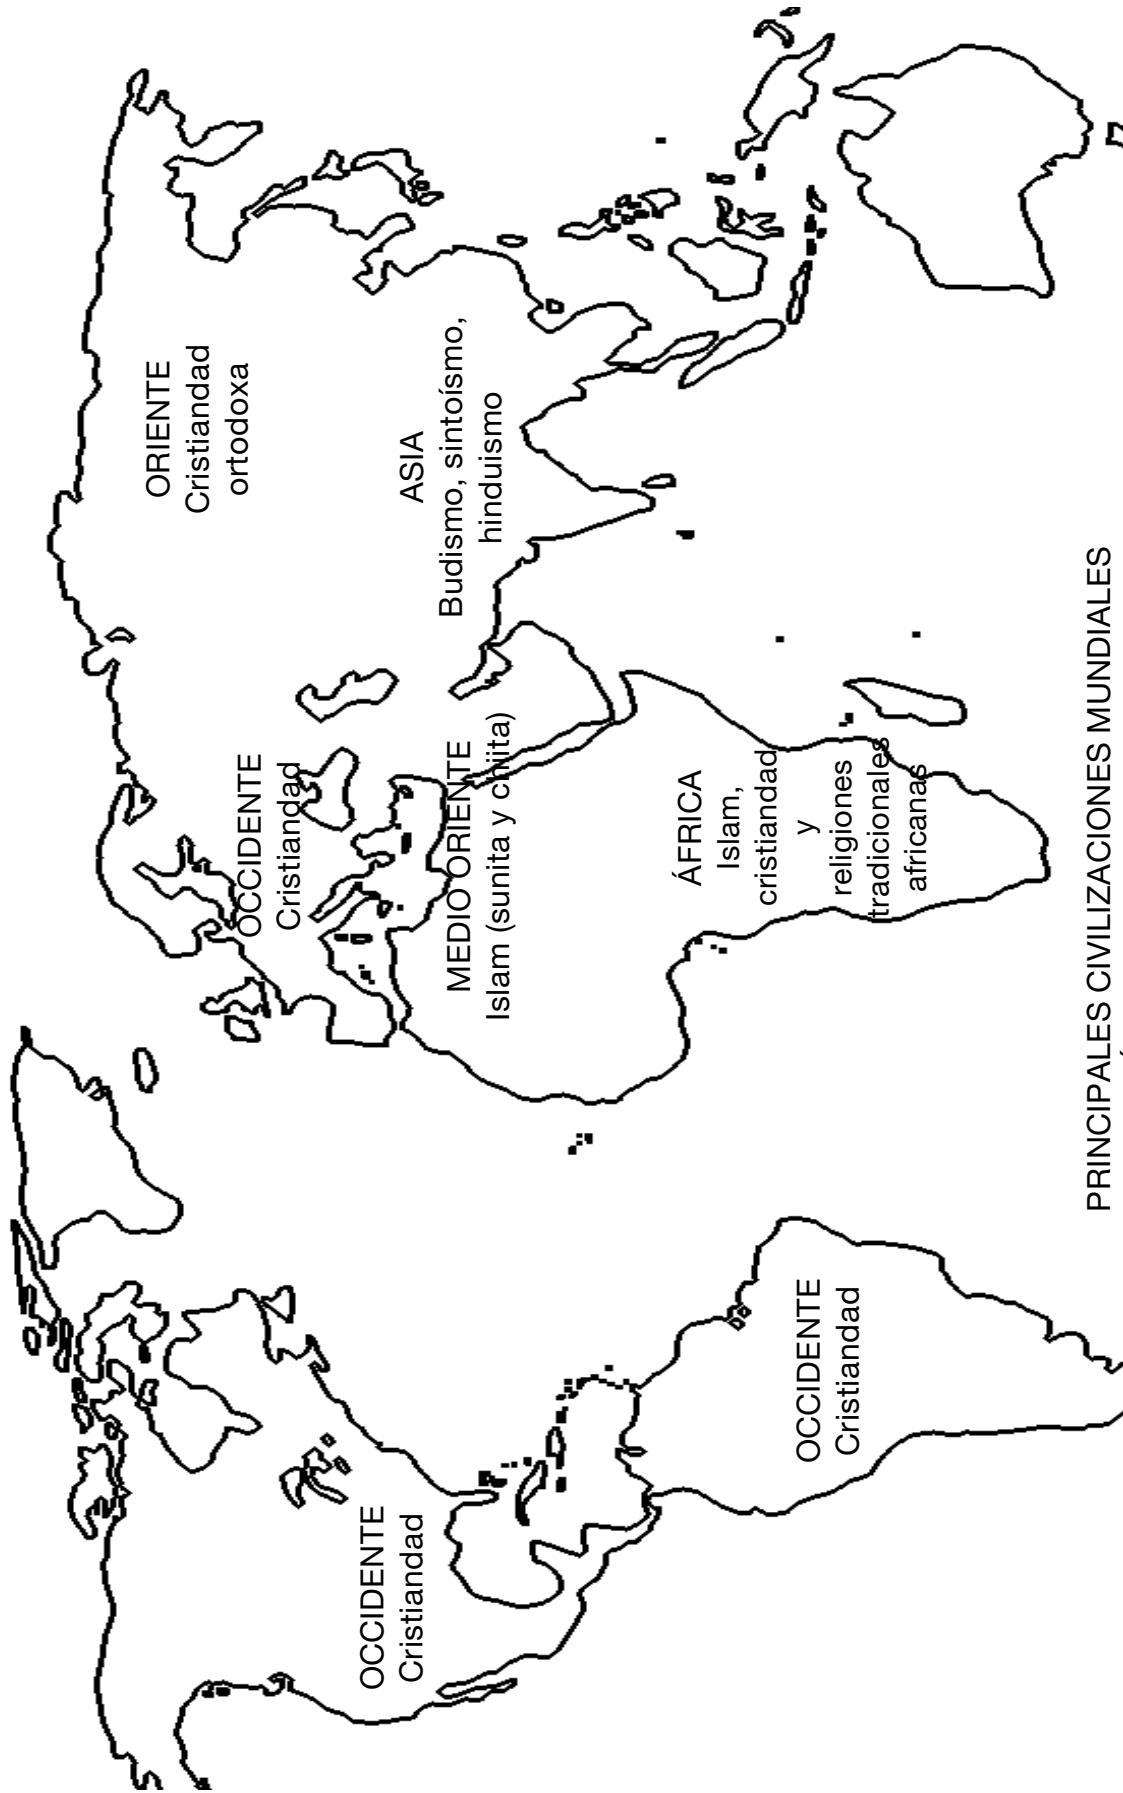 ORIENTE
Cristiandad
ortodoxa
OCCIDENTE
Cristiandad
OCCIDENTE
Cristiandad
ASIA
Budismo, sintoísmo,
hinduismo
MEDIO ORIENTE
Islam (sunita y chiita)
ÁFRICA
Islam,
cristiandad
y
religiones
tradicionales
africanas
OCCIDENTE
Cristiandad
PRINCIPALES CIVILIZACIONES MUNDIALES